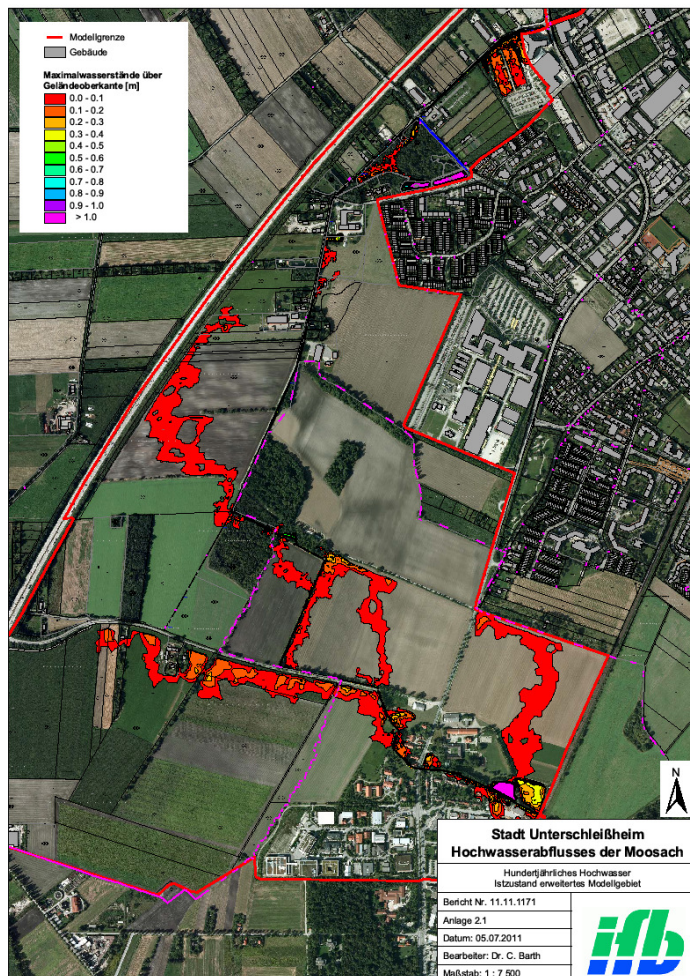 Modellgrenze
Gebäude
Maximalwasserstände über
Geländeoberkante [m]
0.0 - 0.1
0.1 - 0.2
0.2 - 0.3
0.3 - 0.4
0.4 - 0.5
0.5 - 0.6
0.6 - 0.7
0.7 - 0.8
0.8 - 0.9
0.9 - 1.0
> 1.0
N
Stadt Unterschleißheim
Hochwasserabflusses der Moosach
Hundertjährliches Hochwasser
Istzustand erweitertes Modellgebiet
Bericht Nr. 11.11.1171
Anlage 2.1
Datum: 05.07.2011
Bearbeiter: Dr. C. Barth
Maßstab: 1 : 7 500
ifb